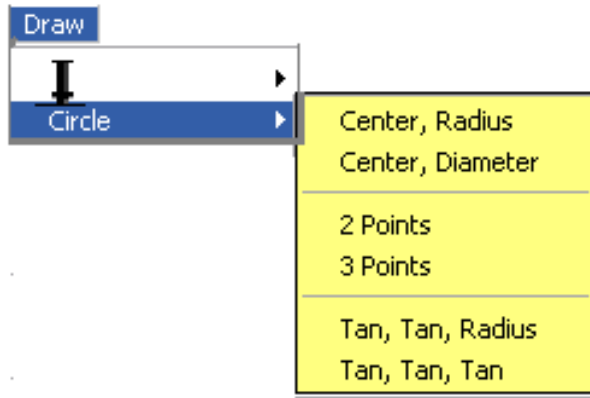 Draw
Circle
Center, Radius
Center, Diameter
2 Points
3 Points
Tan, Tan, Radius
Tan, Tan, Tan